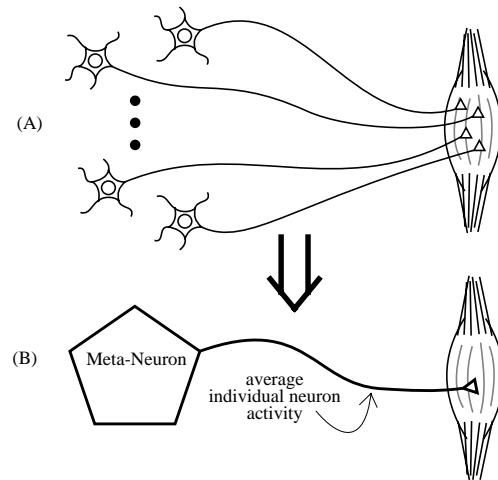 (A)
(B)
Meta-Neuron
average
individual neuron
activity